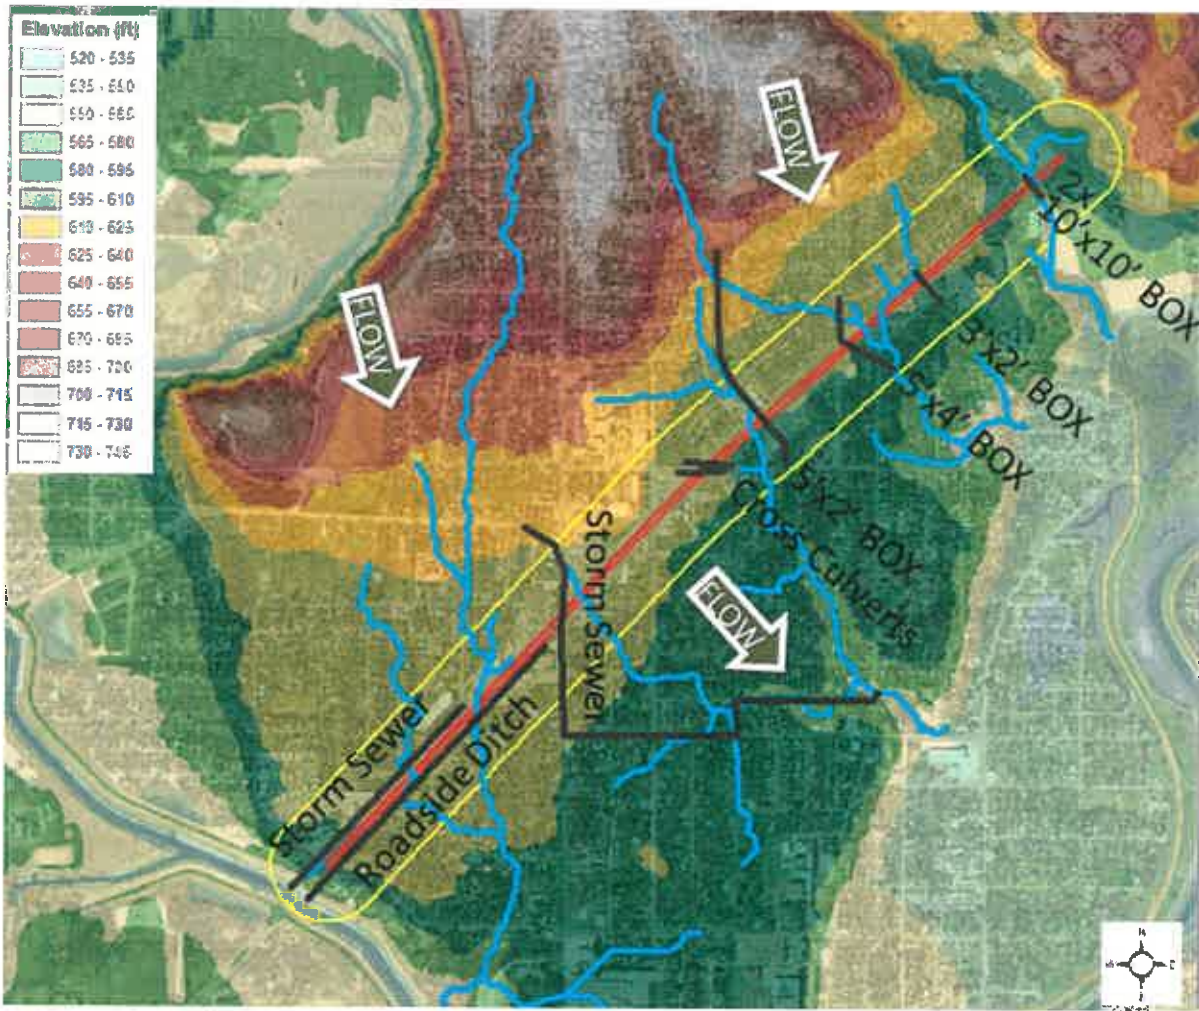 Elevation (ft)
520 - 535
535 - 550
550 - 565
565 - 580
580 - 595
595 - 610
610 - 625
625 - 640
640 - 655
655 - 670
670 - 685
685 - 700
700 - 715
715 - 730
730 - 745
FLOW
FLOW
FLOW
2x
10'x10' BOX
3'x2' BOX
5'x4' BOX
5'x2' BOX
Cross Culverts
Storm Sewer
Storm Sewer
Roadside Ditch
N
W
E